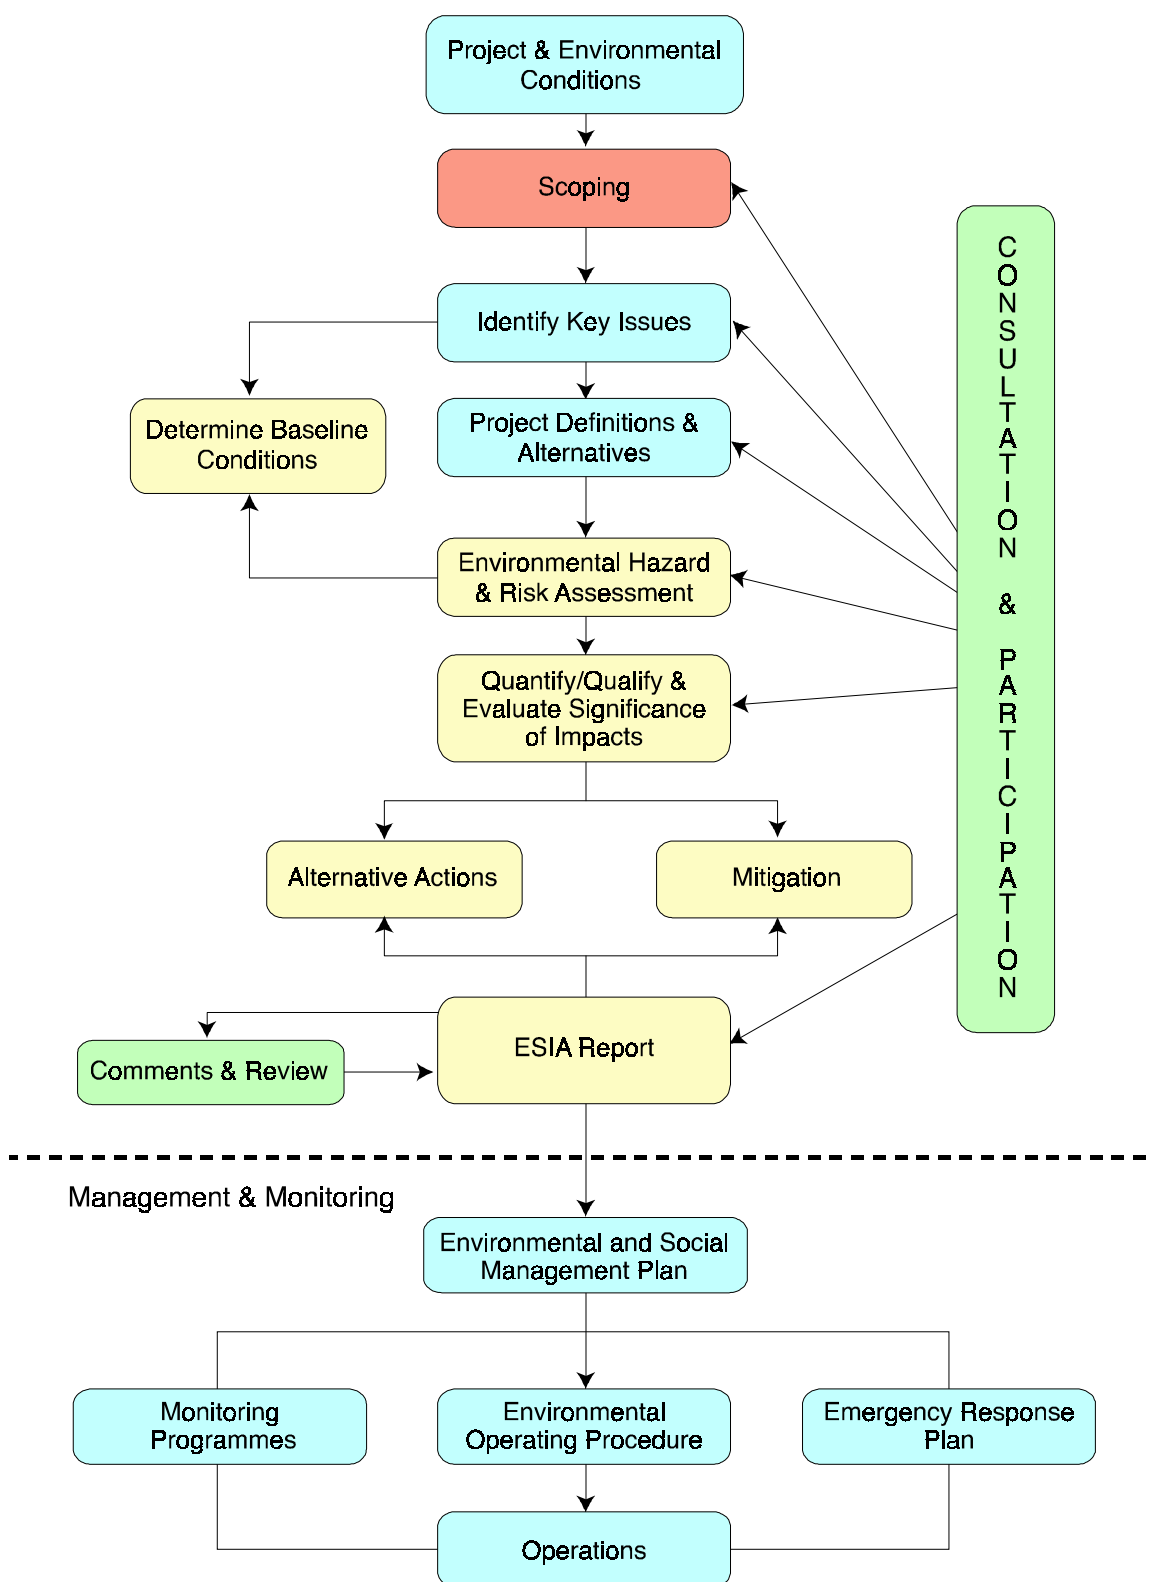 Project & Environmental
Conditions
Scoping
Identify Key Issues
Determine Baseline
Conditions
Project Definitions &
Alternatives
Environmental Hazard
& Risk Assessment
Quantify/Qualify &
Evaluate Significance
of Impacts
Alternative Actions
Mitigation
ESIA Report
Comments & Review
CONSULTATION & PARTICIPATION
Management & Monitoring
Environmental and Social
Management Plan
Monitoring
Programmes
Environmental
Operating Procedure
Emergency Response
Plan
Operations